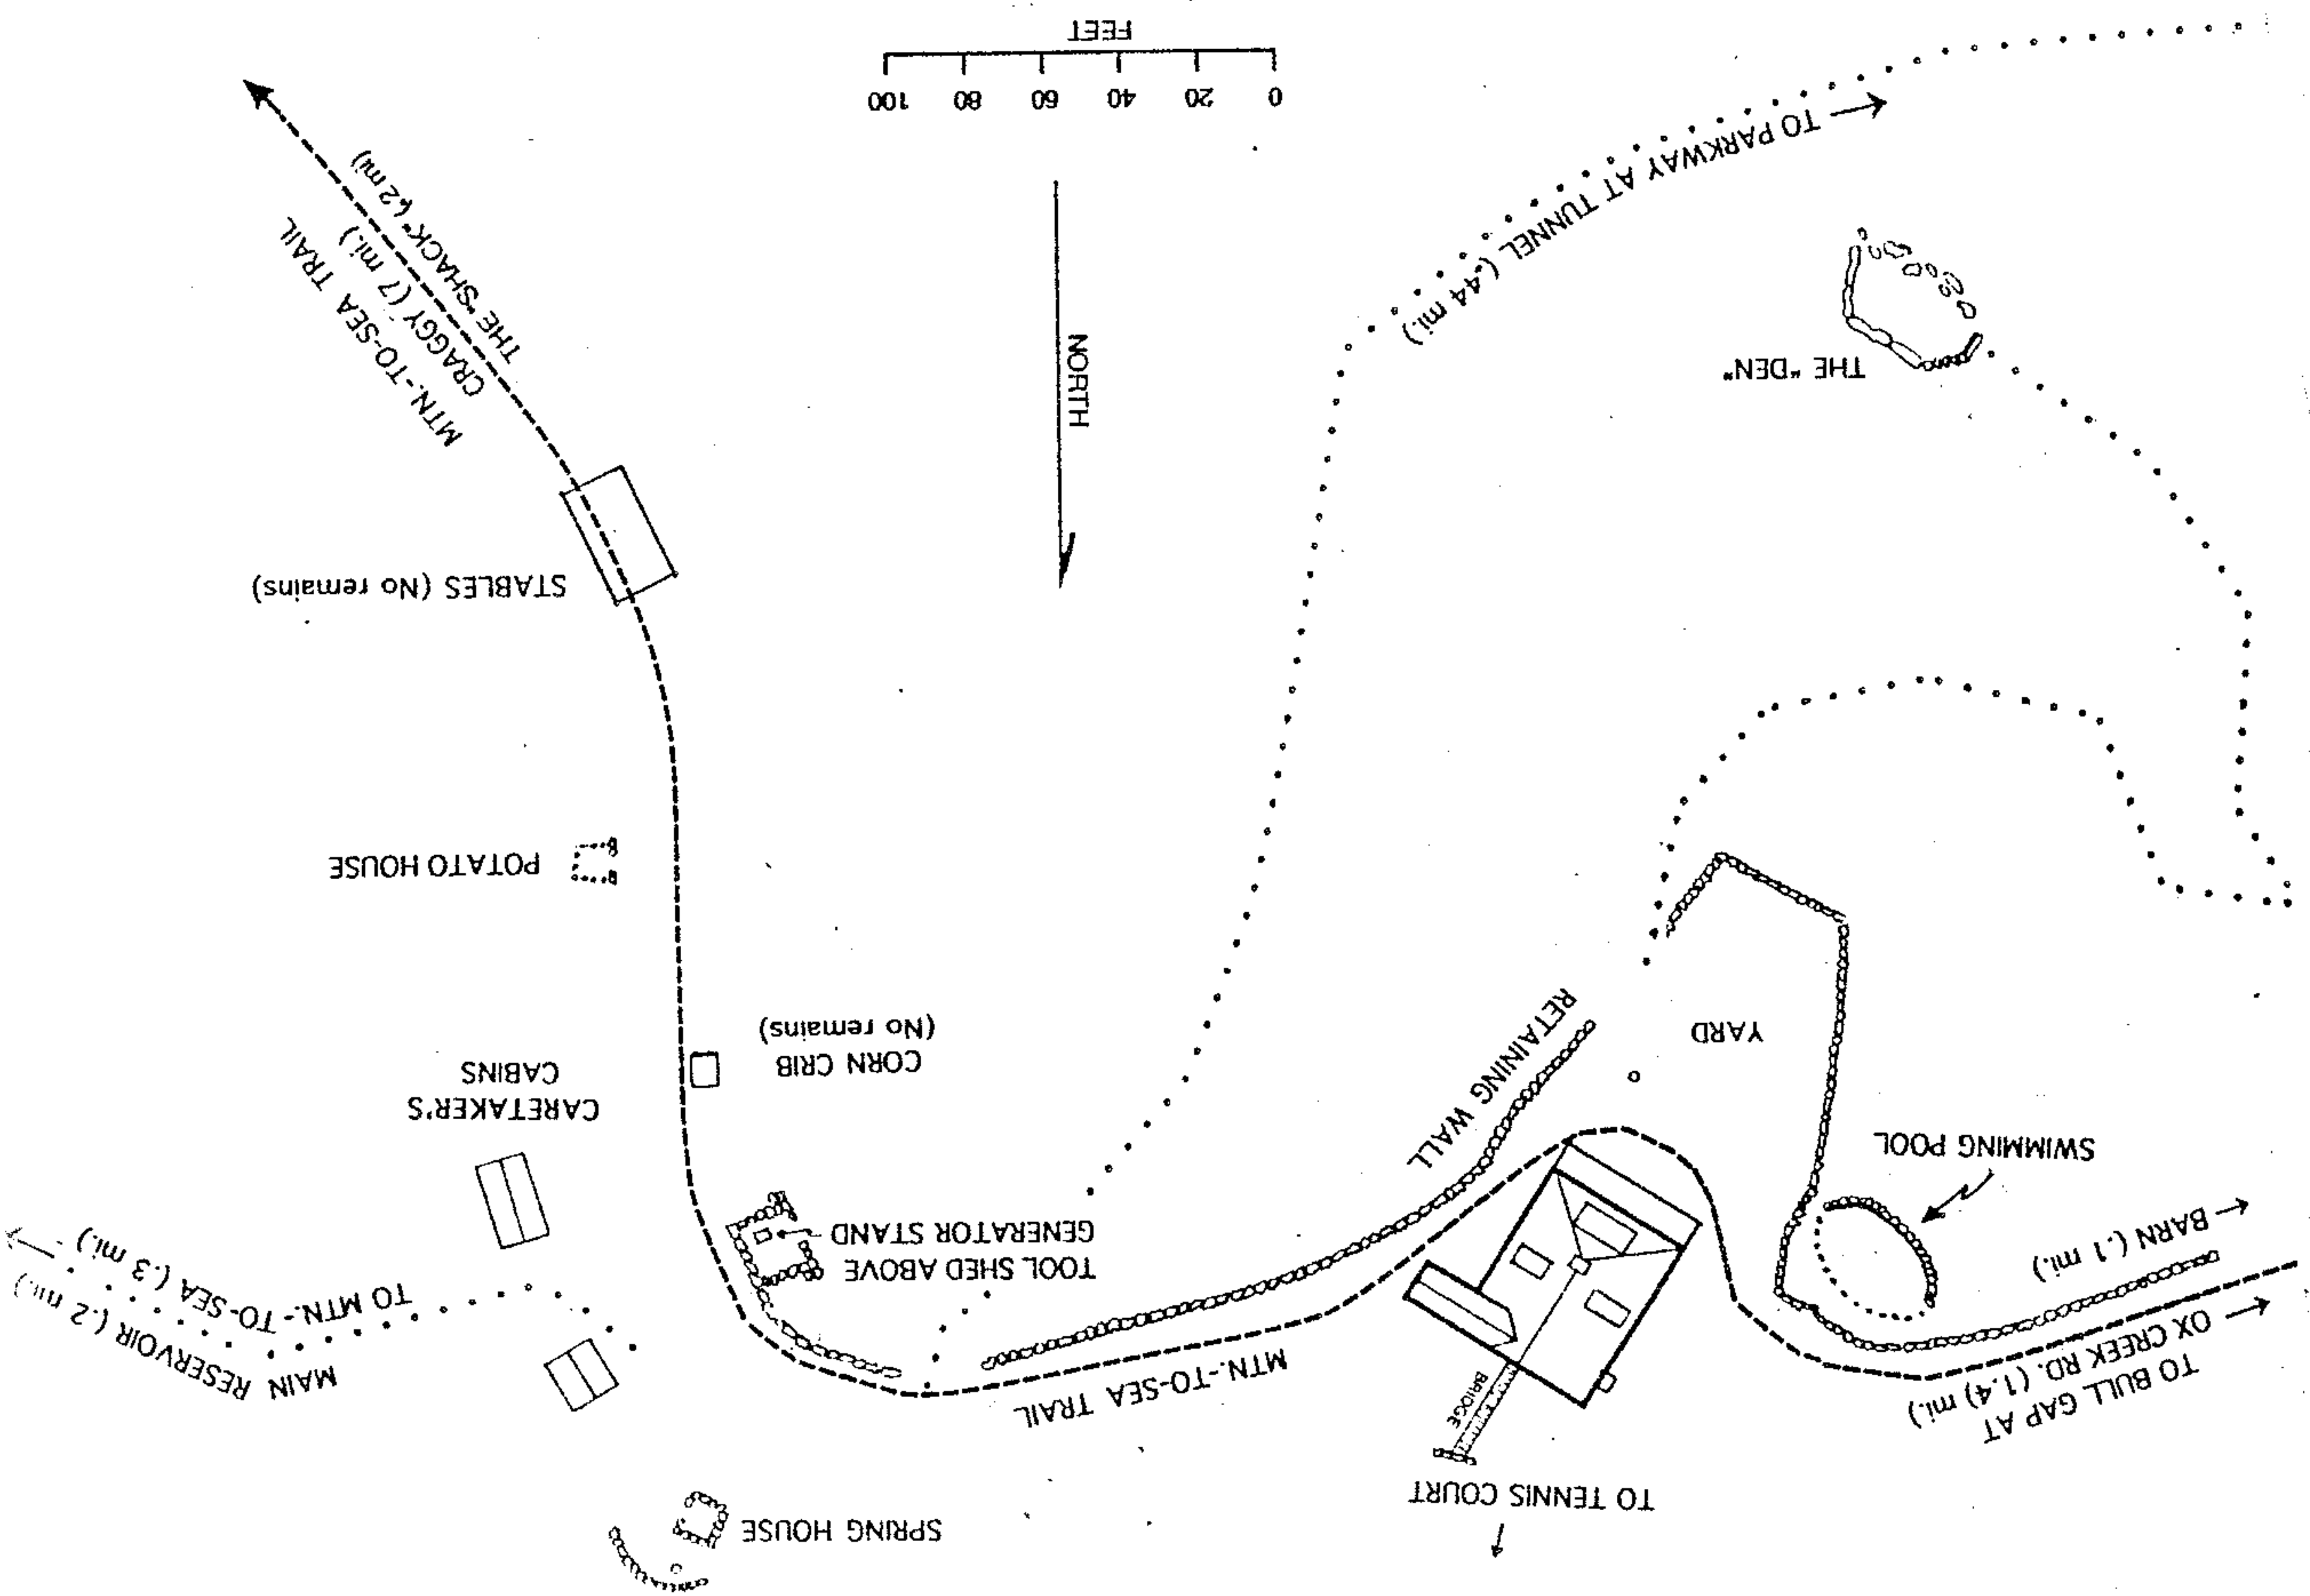 SPRING HOUSE
TO TENNIS COURT
BRIDGE
TO BULL GAP AT
OX CREEK RD. (1.4) mi.)
BARN (.1 mi.)
SWIMMING POOL
MTN.-TO-SEA TRAIL
MAIN RESERVOIR (.2 mi.)
TO MTN.-TO-SEA (.3 mi.)
TOOL SHED ABOVE
GENERATOR STAND
RETAINING WALL
YARD
CARETAKER'S
CABINS
CORN CRIB
(No remains)
POTATO HOUSE
STABLES (No remains)
THE "DEN"
NORTH
TO PARKWAY AT TUNNEL (.44 mi.)
MTN.-TO-SEA TRAIL
CRAGGY (7 mi.)
THE "SHACK" (.2 mi)
0 20 40 60 80 100
FEET